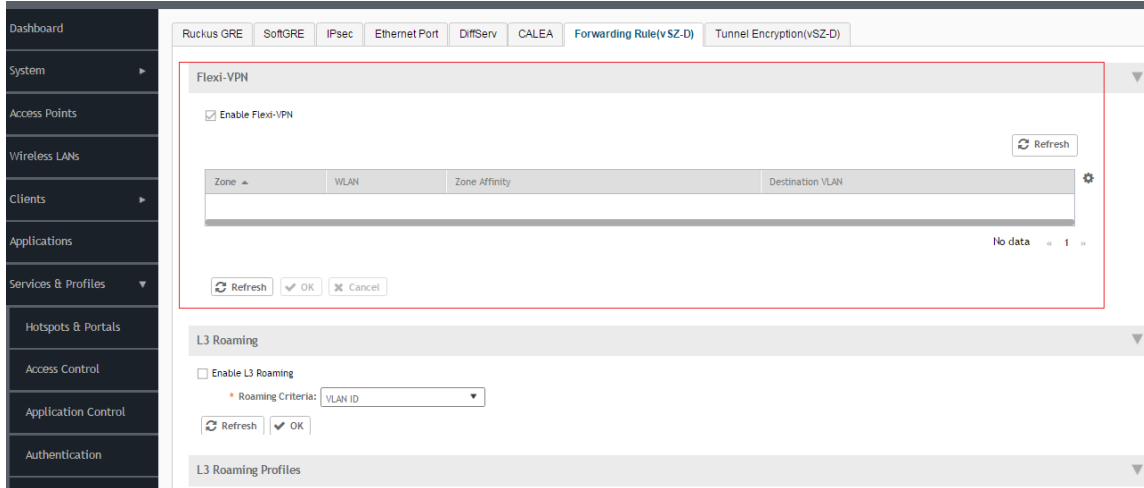 Dashboard
System
Access Points
Wireless LANs
Clients
Applications
Services & Profiles
Hotspots & Portals
Access Control
Application Control
Authentication
Ruckus GRE SoftGRE IPsec Ethernet Port DiffServ CALEA Forwarding Rule(vSZ-D) Tunnel Encryption(vSZ-D)
Flexi-VPN
Enable Flexi-VPN
Refresh
Zone WLAN Zone Affinity Destination VLAN
No data « 1 »
Refresh OK Cancel
L3 Roaming
Enable L3 Roaming
* Roaming Criteria: VLAN ID
Refresh OK
L3 Roaming Profiles